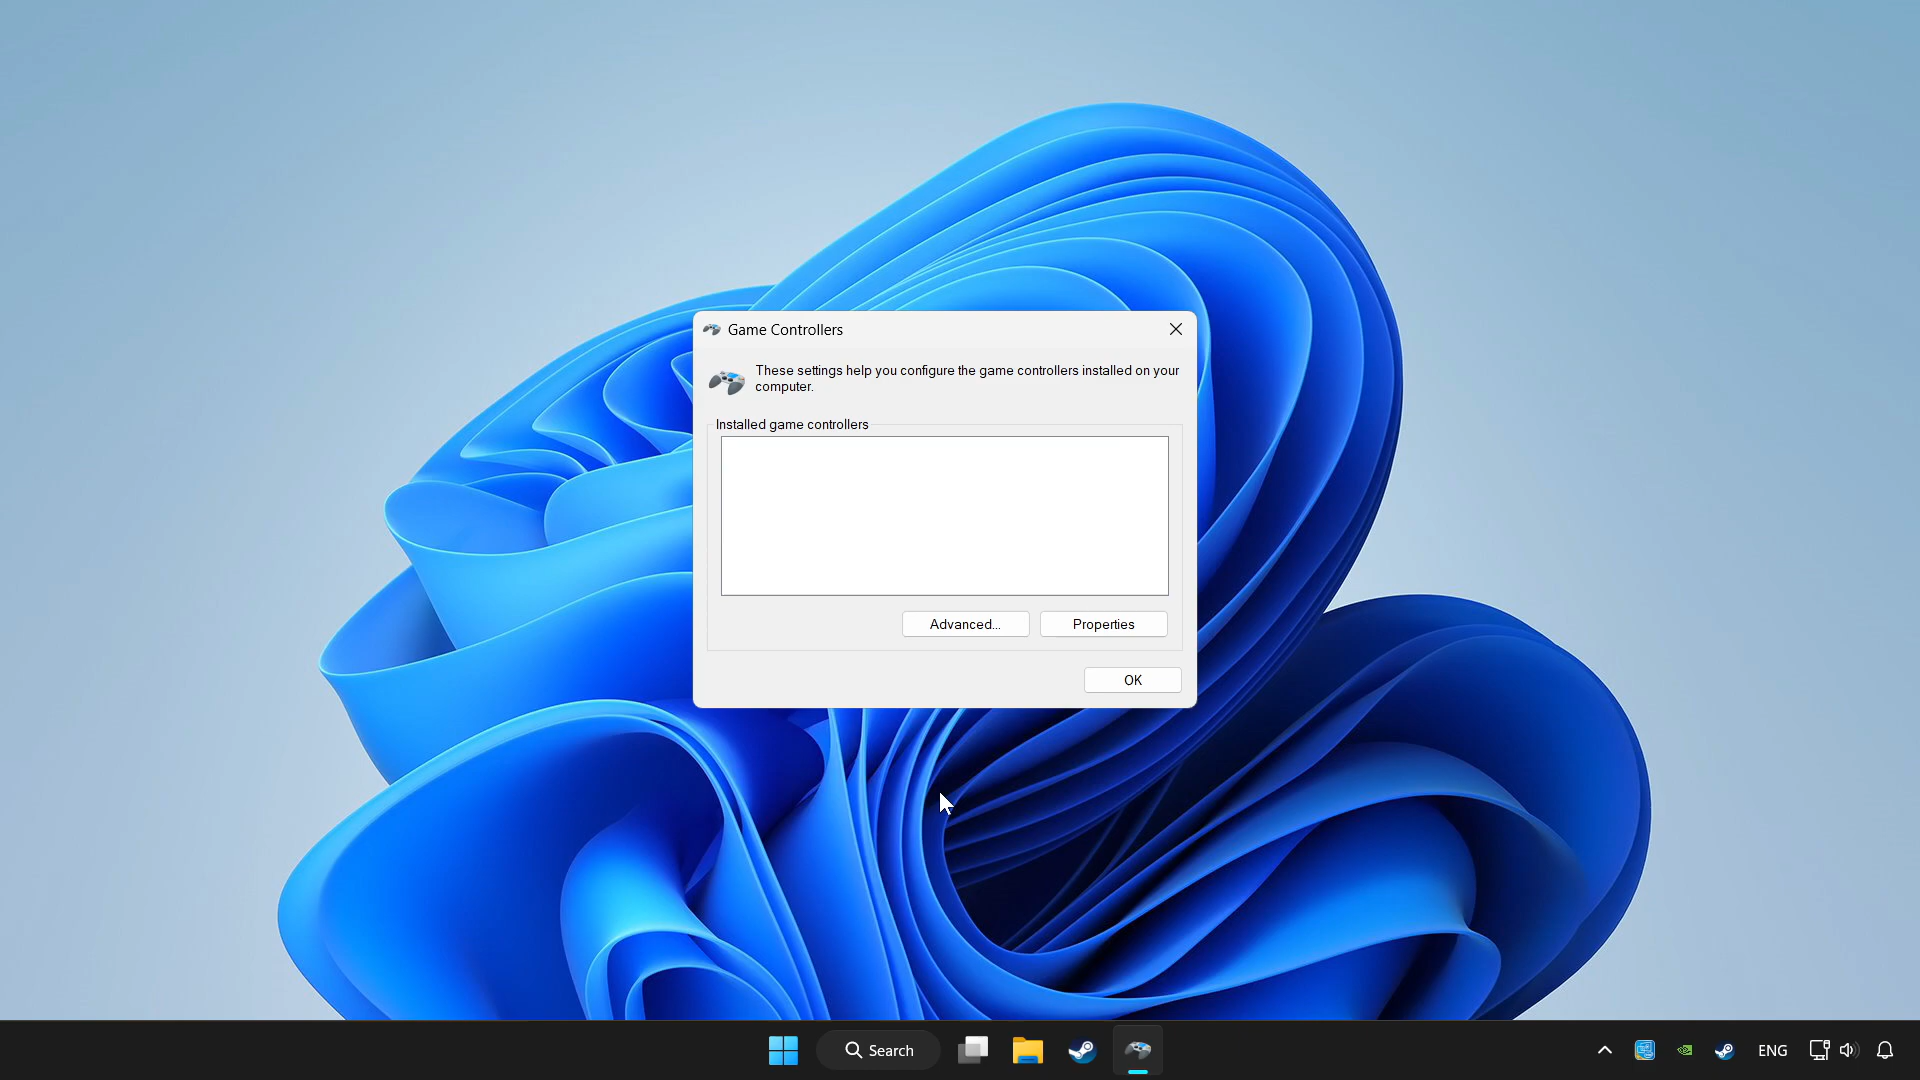 Game Controllers
These settings help you configure the game controllers installed on your
computer.
Installed game controllers
Advanced...
Properties
OK
Search
ENG